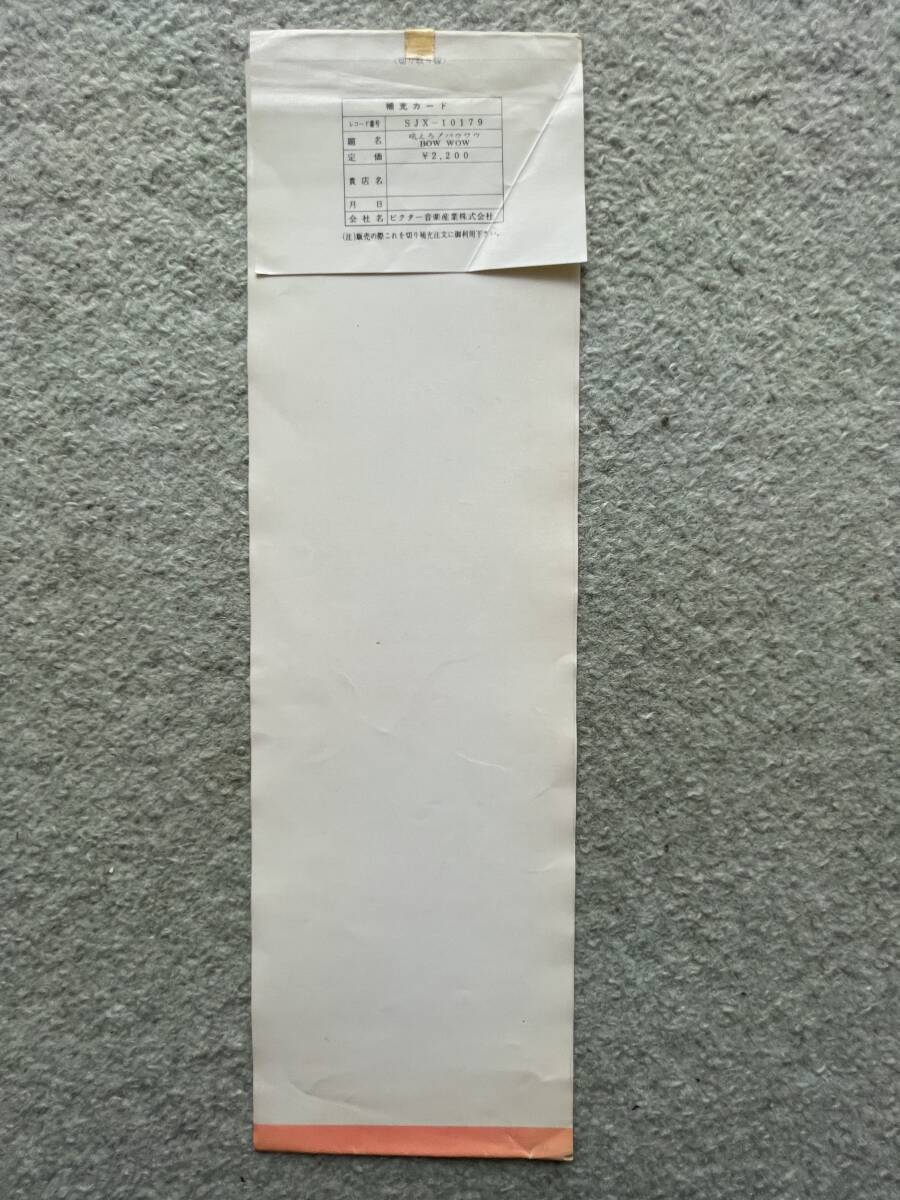 (切り取り線)
補充カード
レコード番号 SJX-10179
題名 吼えろ!バウワウ
BOW WOW
定価 ¥2,200
貴店名
月日
会社名 ビクター音楽産業株式会社
(注)販売の際これを切り補充注文に御利用下さい。